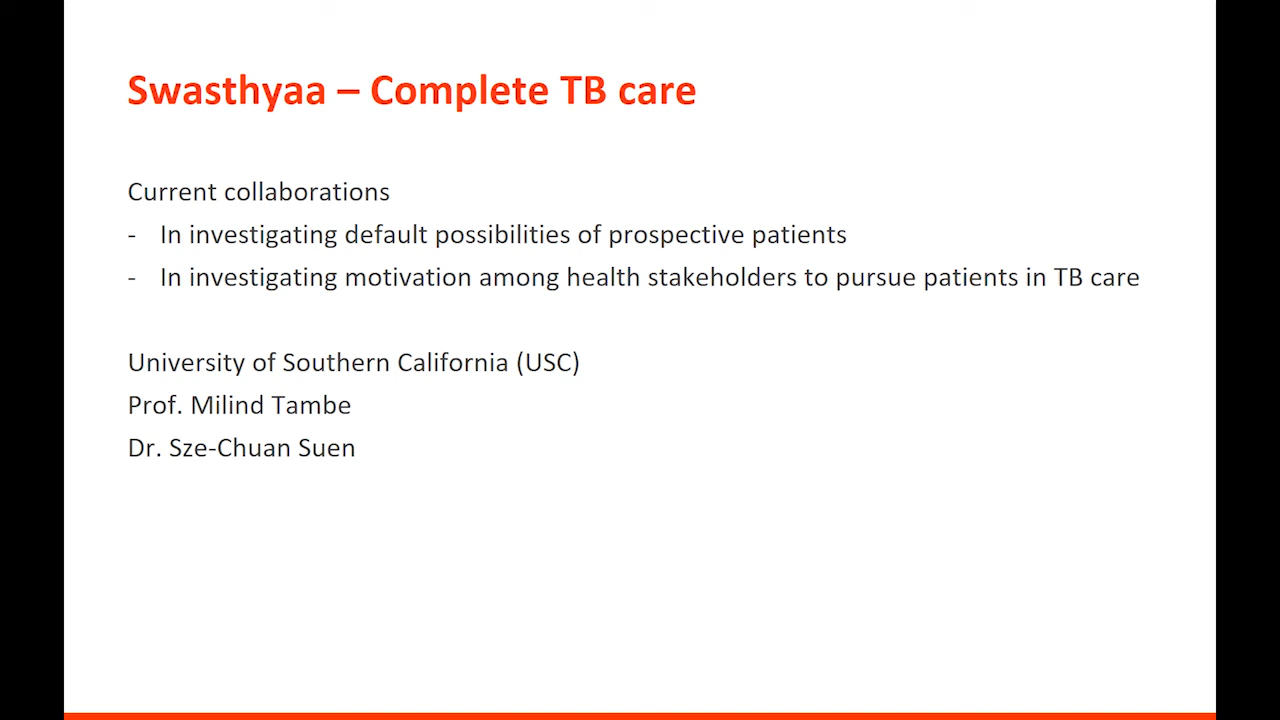 Swasthyaa – Complete TB care
Current collaborations
- In investigating default possibilities of prospective patients
- In investigating motivation among health stakeholders to pursue patients in TB care
University of Southern California (USC)
Prof. Milind Tambe
Dr. Sze-Chuan Suen